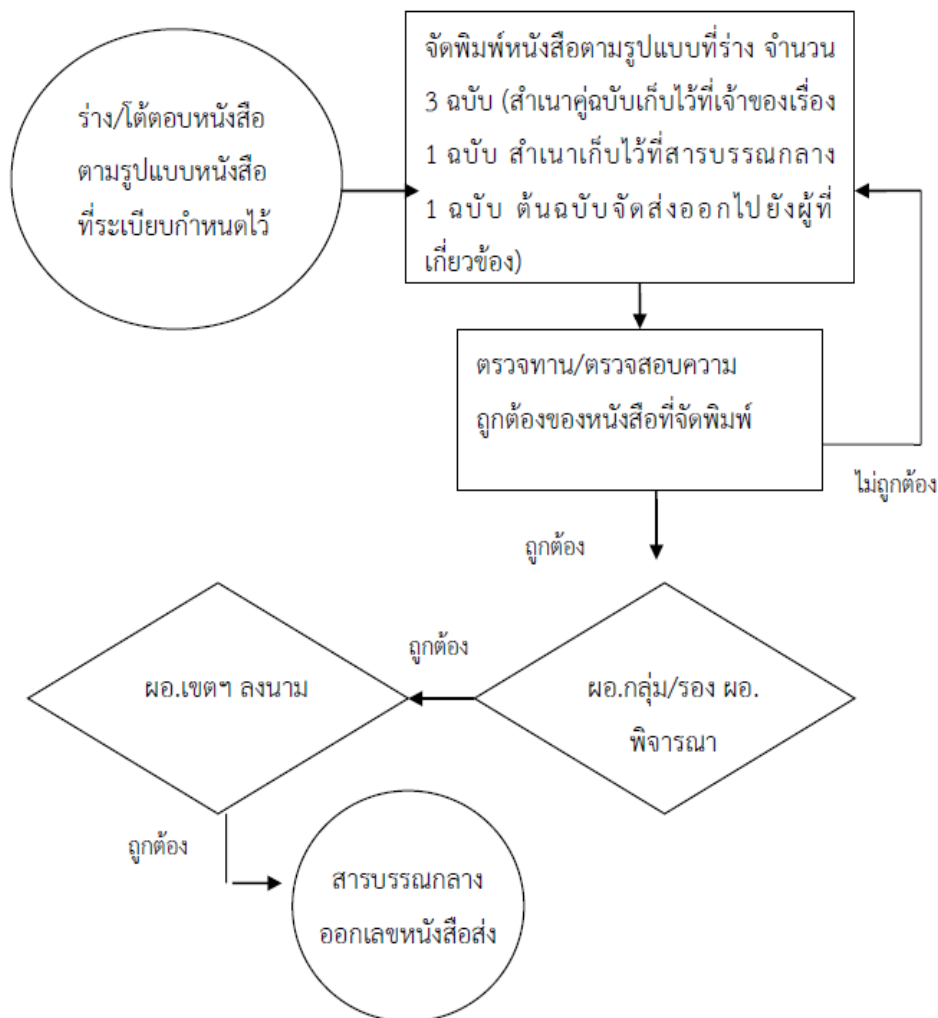 ร่าง/โต้ตอบหนังสือ
ตามรูปแบบหนังสือ
ที่ระเบียบกำหนดไว้
จัดพิมพ์หนังสือตามรูปแบบที่ร่าง จำนวน
3 ฉบับ (สำเนาคู่ฉบับเก็บไว้ที่เจ้าของเรื่อง
1 ฉบับ สำเนาเก็บไว้ที่สารบรรณกลาง
1 ฉบับ ต้นฉบับจัดส่งออกไปยังผู้ที่
เกี่ยวข้อง)
ตรวจทาน/ตรวจสอบความ
ถูกต้องของหนังสือที่จัดพิมพ์
ไม่ถูกต้อง
ถูกต้อง
ผอ.กลุ่ม/รอง ผอ.
พิจารณา
ถูกต้อง
ผอ.เขตฯ ลงนาม
ถูกต้อง
สารบรรณกลาง
ออกเลขหนังสือส่ง